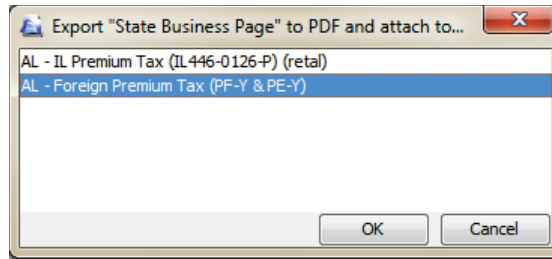 Export "State Business Page" to PDF and attach to...
AL - IL Premium Tax (IL446-0126-P) (retal)
AL - Foreign Premium Tax (PF-Y & PE-Y)
OK Cancel